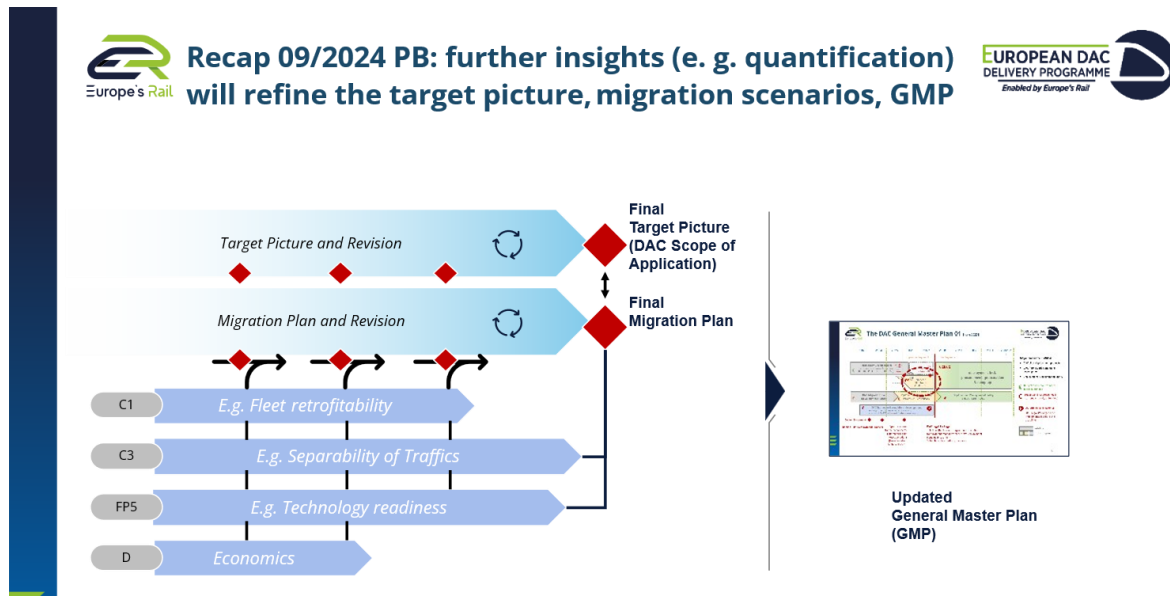 Europe's Rail
Recap 09/2024 PB: further insights (e. g. quantification)
will refine the target picture, migration scenarios, GMP
EUROPEAN DAC
DELIVERY PROGRAMME
Enabled by Europe's Rail
Target Picture and Revision
Final
Target Picture
(DAC Scope of
Application)
Migration Plan and Revision
Final
Migration Plan
C1
E.g. Fleet retrofitability
C3
E.g. Separability of Traffics
FP5
E.g. Technology readiness
D
Economics
The DAC General Master Plan 01
Updated
General Master Plan
(GMP)